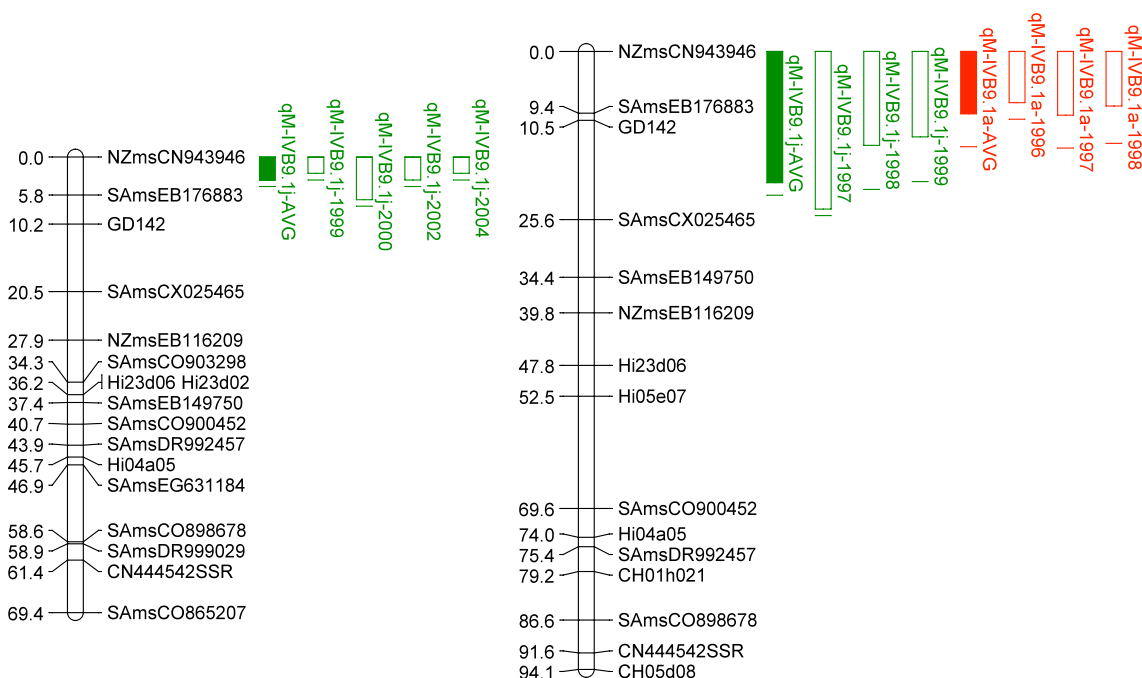 0.0 NZmsCN943946
5.8 SAmsEB176883
10.2 GD142
20.5 SAmsCX025465
27.9 NZmsEB116209
34.3 SAmsCO903298
36.2 Hi23d06 Hi23d02
37.4 SAmsEB149750
40.7 SAmsCO900452
43.9 SAmsDR992457
45.7 Hi04a05
46.9 SAmsEG631184
58.6 SAmsCO898678
58.9 SAmsDR999029
61.4 CN444542SSR
69.4 SAmsCO865207
qM-IVB9.1j-AVG
qM-IVB9.1j-1999
qM-IVB9.1j-2000
qM-IVB9.1j-2002
qM-IVB9.1j-2004
0.0 NZmsCN943946
9.4 SAmsEB176883
10.5 GD142
25.6 SAmsCX025465
34.4 SAmsEB149750
39.8 NZmsEB116209
47.8 Hi23d06
52.5 Hi05e07
69.6 SAmsCO900452
74.0 Hi04a05
75.4 SAmsDR992457
79.2 CH01h021
86.6 SAmsCO898678
91.6 CN444542SSR
94.1 CH05d08
qM-IVB9.1j-AVG
qM-IVB9.1j-1997
qM-IVB9.1j-1998
qM-IVB9.1j-1999
qM-IVB9.1a-AVG
qM-IVB9.1a-1996
qM-IVB9.1a-1997
qM-IVB9.1a-1998